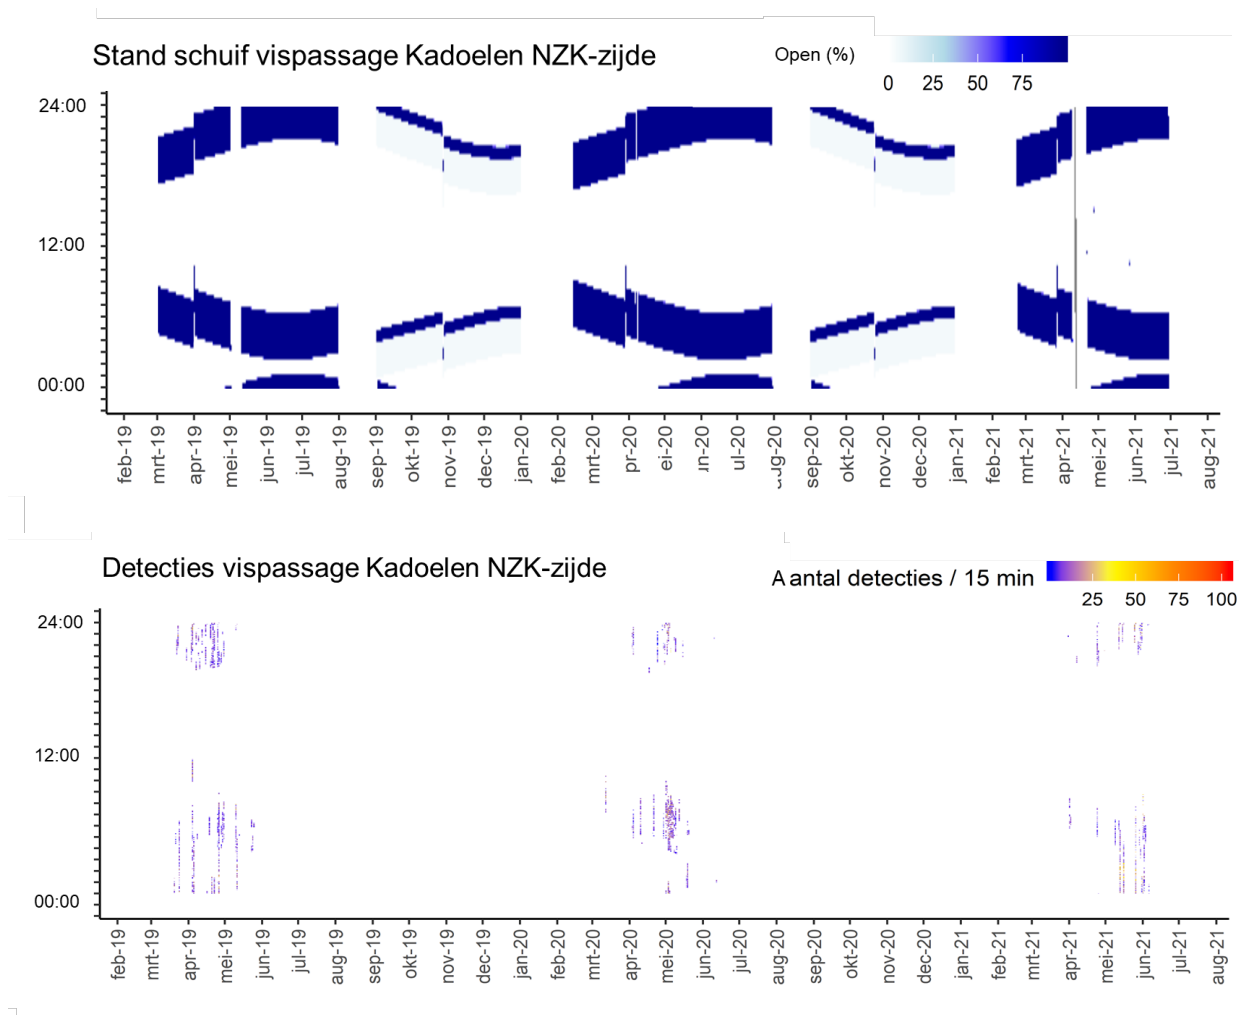 Stand schuif vispassage Kadoelen NZK-zijde
Open (%)
0 25 50 75
24:00
12:00
00:00
feb-19 mrt-19 apr-19 mei-19 jun-19 jul-19 aug-19 sep-19 okt-19 nov-19 dec-19 jan-20 feb-20 mrt-20 pr-20 ei-20 ın-20 ul-20 aug-20 sep-20 okt-20 nov-20 dec-20 jan-21 feb-21 mrt-21 apr-21 mei-21 jun-21 jul-21 aug-21
Detecties vispassage Kadoelen NZK-zijde
Aantal detecties / 15 min
25 50 75 100
24:00
12:00
00:00
feb-19 mrt-19 apr-19 mei-19 jun-19 jul-19 aug-19 sep-19 okt-19 nov-19 dec-19 jan-20 feb-20 mrt-20 apr-20 mei-20 jun-20 jul-20 aug-20 sep-20 okt-20 nov-20 dec-20 jan-21 feb-21 mrt-21 apr-21 mei-21 jun-21 jul-21 aug-21